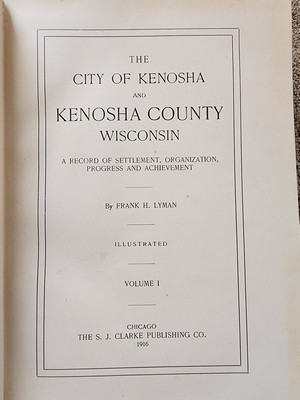 THE
CITY OF KENOSHA
AND
KENOSHA COUNTY
WISCONSIN
A RECORD OF SETTLEMENT, ORGANIZATION,
PROGRESS AND ACHIEVEMENT
By FRANK H. LYMAN
ILLUSTRATED
VOLUME I
CHICAGO
THE S. J. CLARKE PUBLISHING CO.
1916